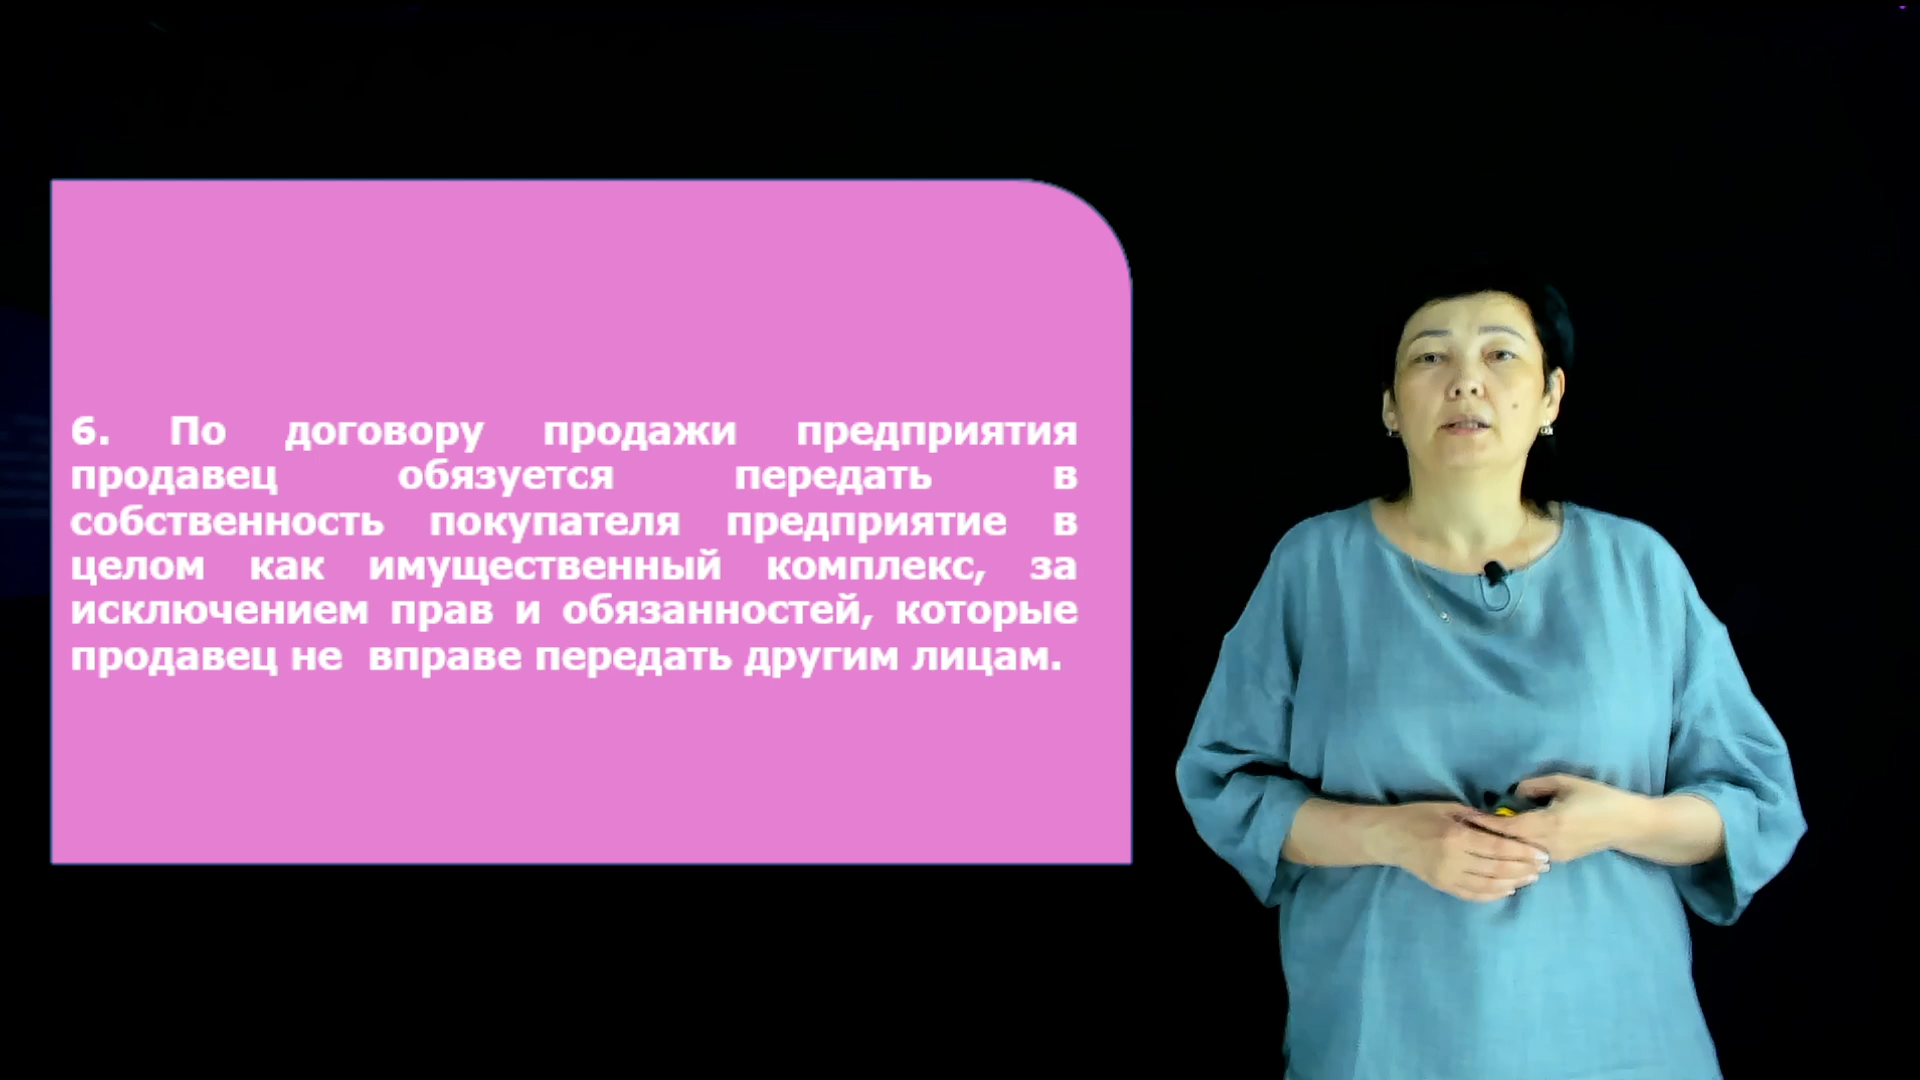 6. По договору продажи предприятия
продавец обязуется передать в
собственность покупателя предприятие в
целом как имущественный комплекс, за
исключением прав и обязанностей, которые
продавец не вправе передать другим лицам.